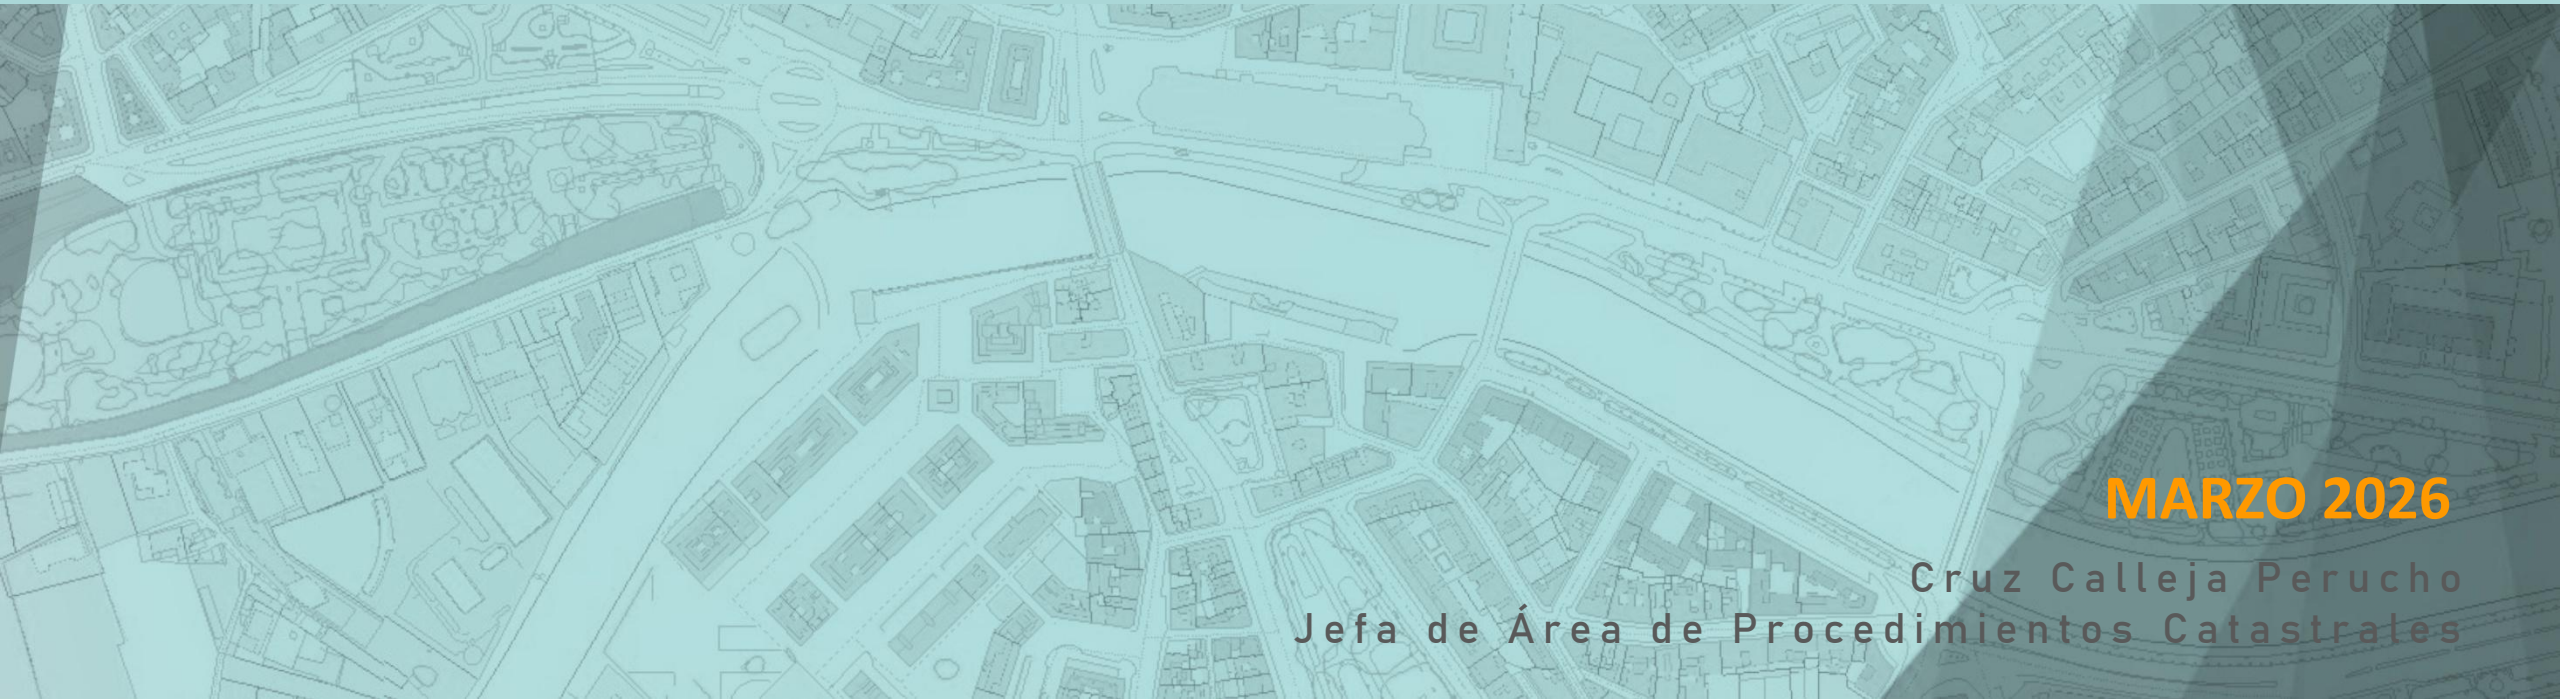 MARZO 2026
Cruz Calleja Perucho
Jefa de Área de Procedimientos Catastrales